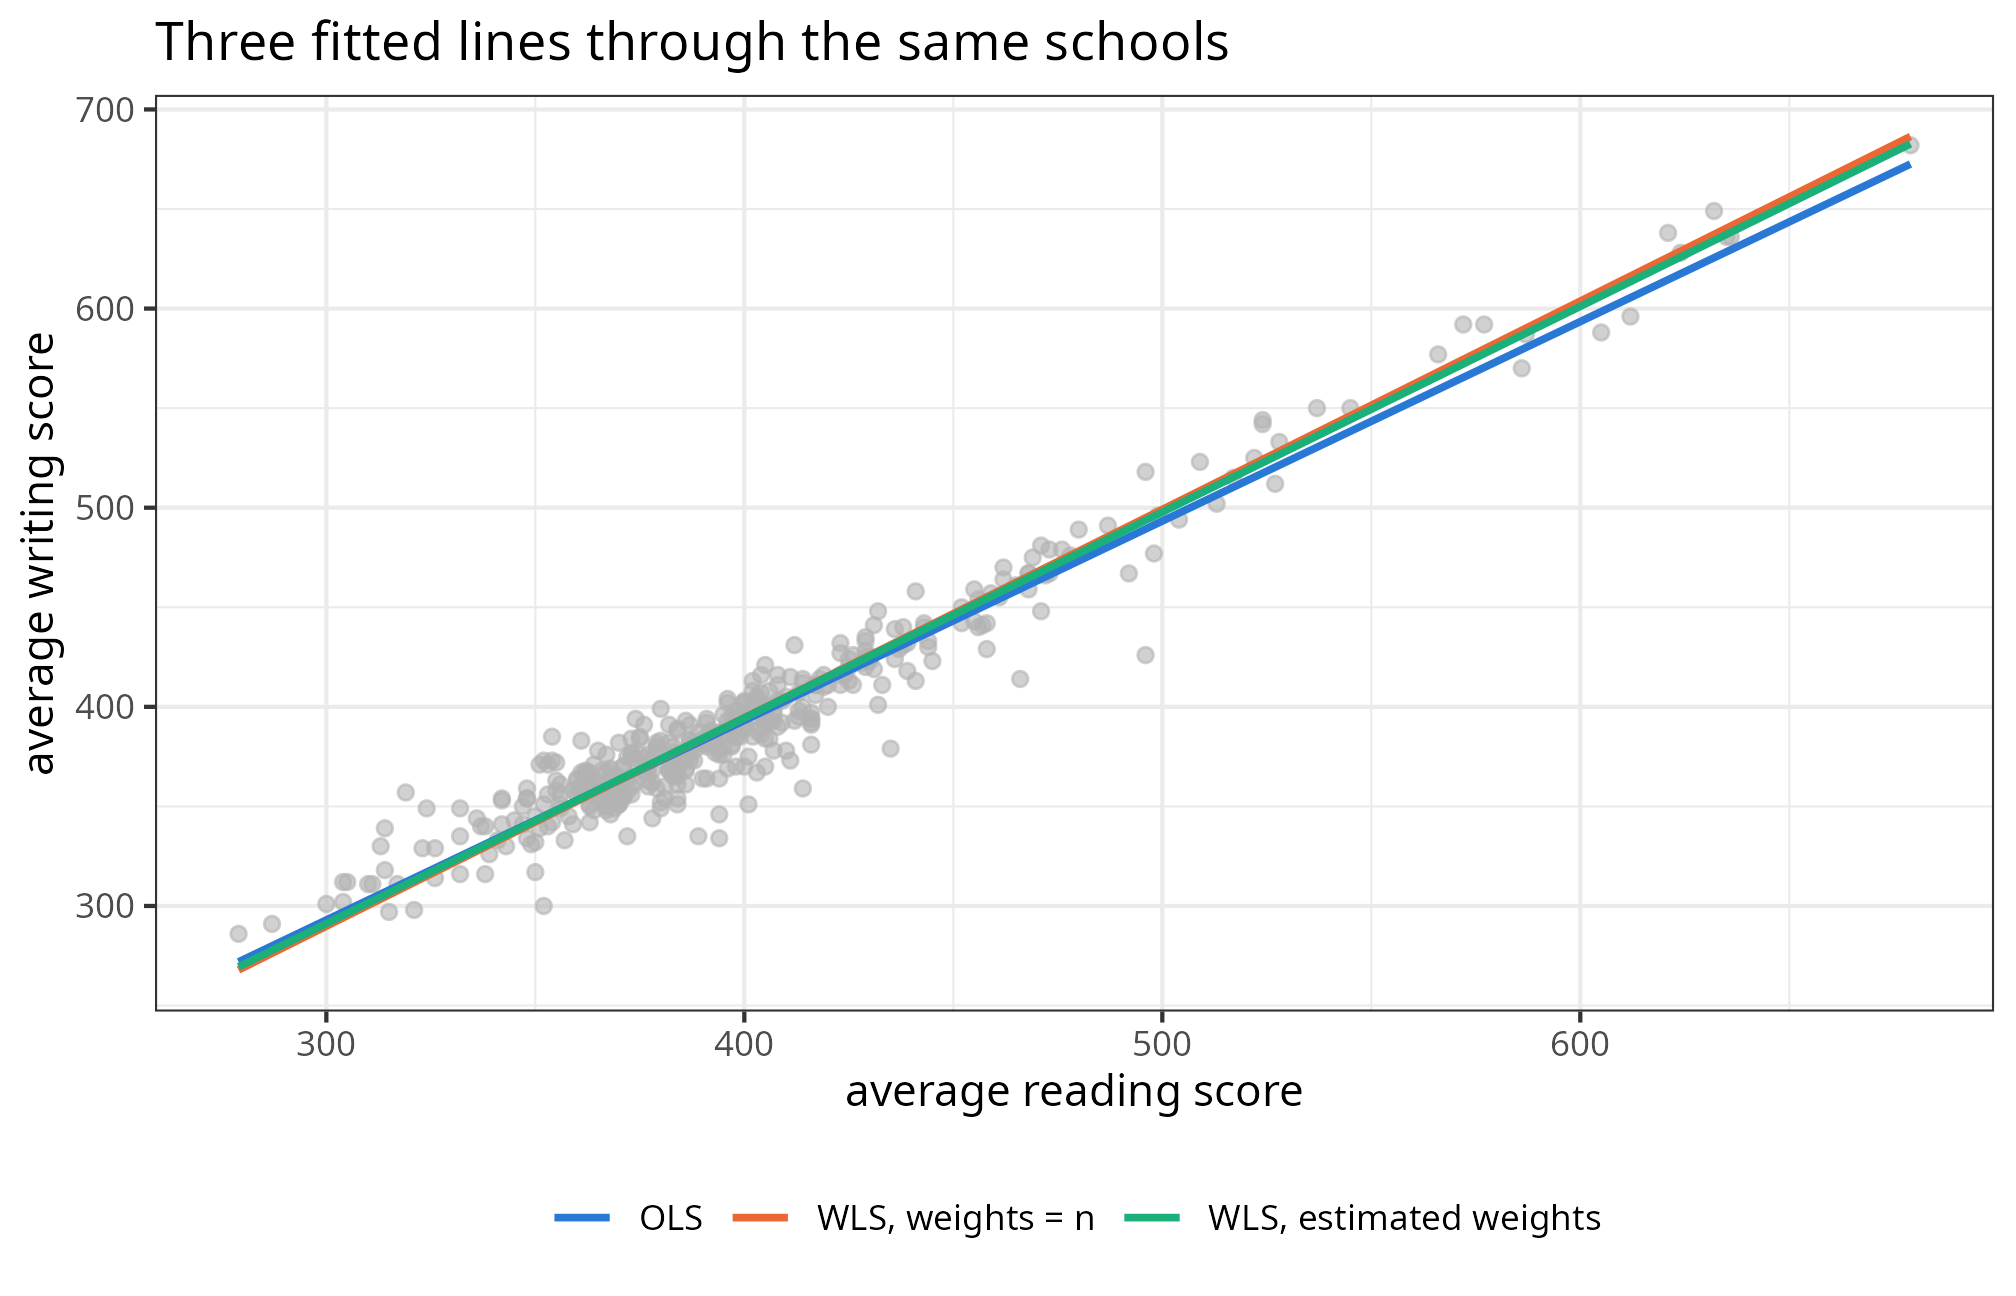 Three fitted lines through the same schools
700
600
500
400
300
average writing score
300
400
500
600
average reading score
OLS
WLS, weights = n
WLS, estimated weights